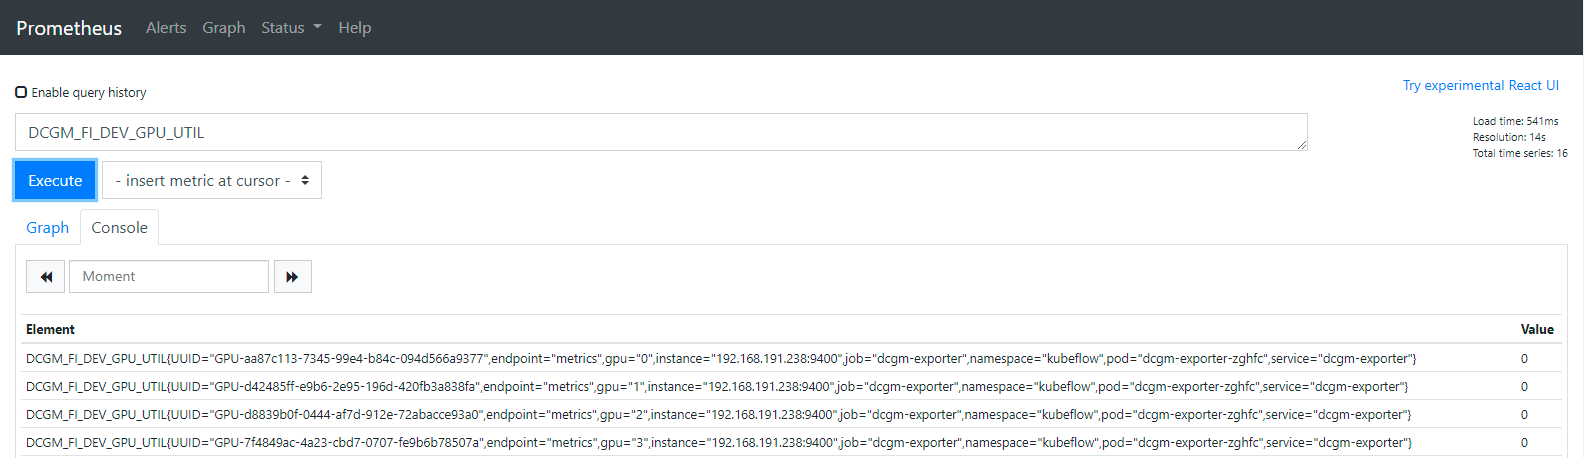 Prometheus Alerts Graph Status Help
Enable query history
Try experimental React UI
DCGM_FI_DEV_GPU_UTIL
Load time: 541ms
Resolution: 14s
Total time series: 16
Execute
- insert metric at cursor -
Graph Console
Moment
Element Value
DCGM_FI_DEV_GPU_UTIL{UUID="GPU-aa87c113-7345-99e4-b84c-094d566a9377",endpoint="metrics",gpu="0",instance="192.168.191.238:9400",job="dcgm-exporter",namespace="kubeflow",pod="dcgm-exporter-zghfc",service="dcgm-exporter"} 0
DCGM_FI_DEV_GPU_UTIL{UUID="GPU-d42485ff-e9b6-2e95-196d-420fb3a838fa",endpoint="metrics",gpu="1",instance="192.168.191.238:9400",job="dcgm-exporter",namespace="kubeflow",pod="dcgm-exporter-zghfc",service="dcgm-exporter"} 0
DCGM_FI_DEV_GPU_UTIL{UUID="GPU-d8839b0f-0444-af7d-912e-72abacce93a0",endpoint="metrics",gpu="2",instance="192.168.191.238:9400",job="dcgm-exporter",namespace="kubeflow",pod="dcgm-exporter-zghfc",service="dcgm-exporter"} 0
DCGM_FI_DEV_GPU_UTIL{UUID="GPU-7f4849ac-4a23-cbd7-0707-fe9b6b78507a",endpoint="metrics",gpu="3",instance="192.168.191.238:9400",job="dcgm-exporter",namespace="kubeflow",pod="dcgm-exporter-zghfc",service="dcgm-exporter"} 0